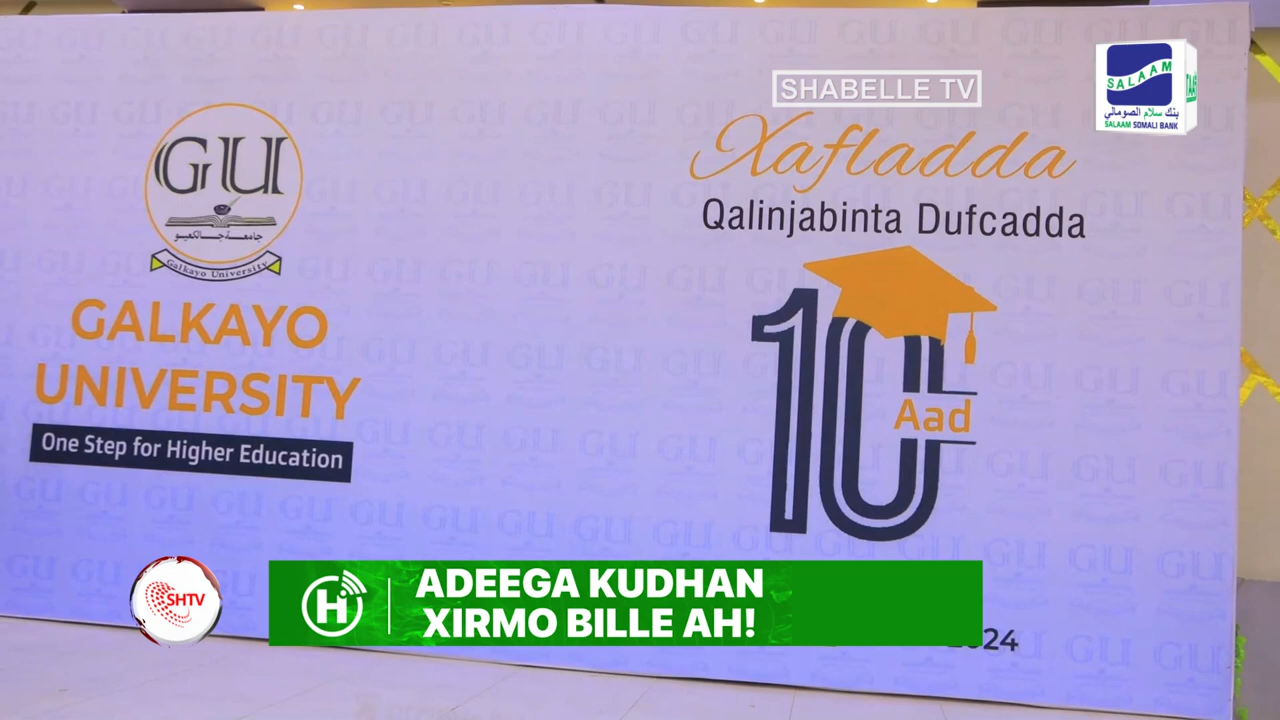 SHABELLE TV
SALAAM
بنك سلام الصومالي
SALAAM SOMALI BANK
GU
جامعة جالكعيو
Galkayo University
GALKAYO
UNIVERSITY
One Step for Higher Education
Xafladda
Qalinjabinta Dufcadda
10
Aad
SHTV
H
ADEEGA KUDHAN
XIRMO BILLE AH!